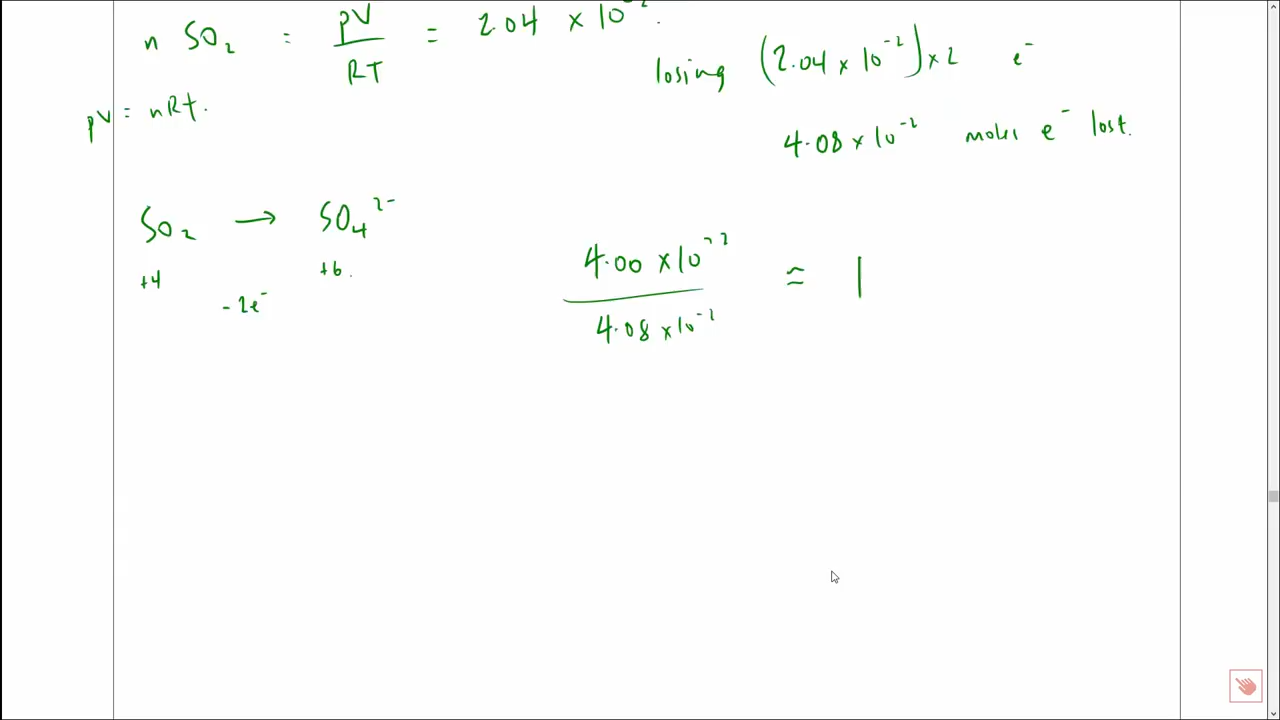 n SO₂ = pV/RT = 2.04 × 10⁻²
losing (2.04 × 10⁻²) × 2 e⁻
pV = nRt.
4.08 × 10⁻² moles e⁻ lost.
SO₂ → SO₄²⁻
+4 +6.
-2e⁻
4.00 × 10⁻² / 4.08 × 10⁻² ≈ 1